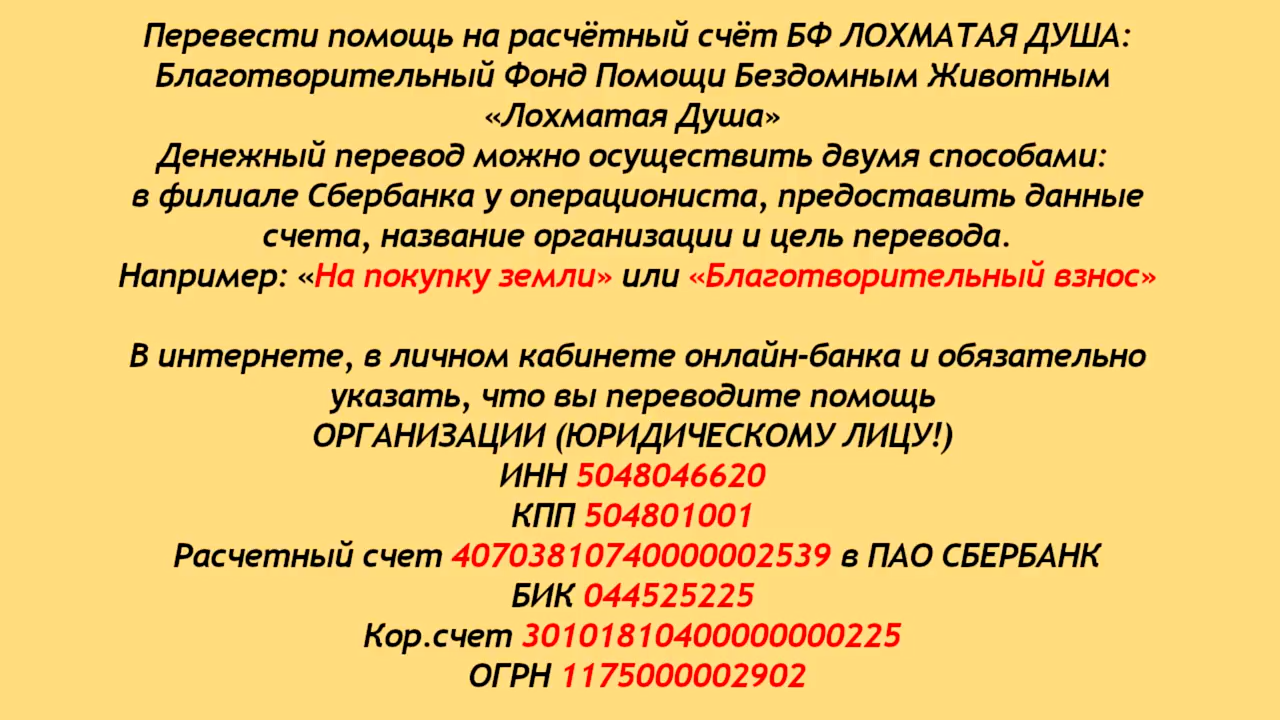 Перевести помощь на расчётный счёт БФ ЛОХМАТАЯ ДУША:
Благотворительный Фонд Помощи Бездомным Животным
«Лохматая Душа»
Денежный перевод можно осуществить двумя способами:
в филиале Сбербанка у операциониста, предоставить данные
счета, название организации и цель перевода.
Например: «На покупку земли» или «Благотворительный взнос»
В интернете, в личном кабинете онлайн-банка и обязательно
указать, что вы переводите помощь
ОРГАНИЗАЦИИ (ЮРИДИЧЕСКОМУ ЛИЦУ!)
ИНН 5048046620
КПП 504801001
Расчетный счет 40703810740000002539 в ПАО СБЕРБАНК
БИК 044525225
Кор.счет 30101810400000000225
ОГРН 1175000002902